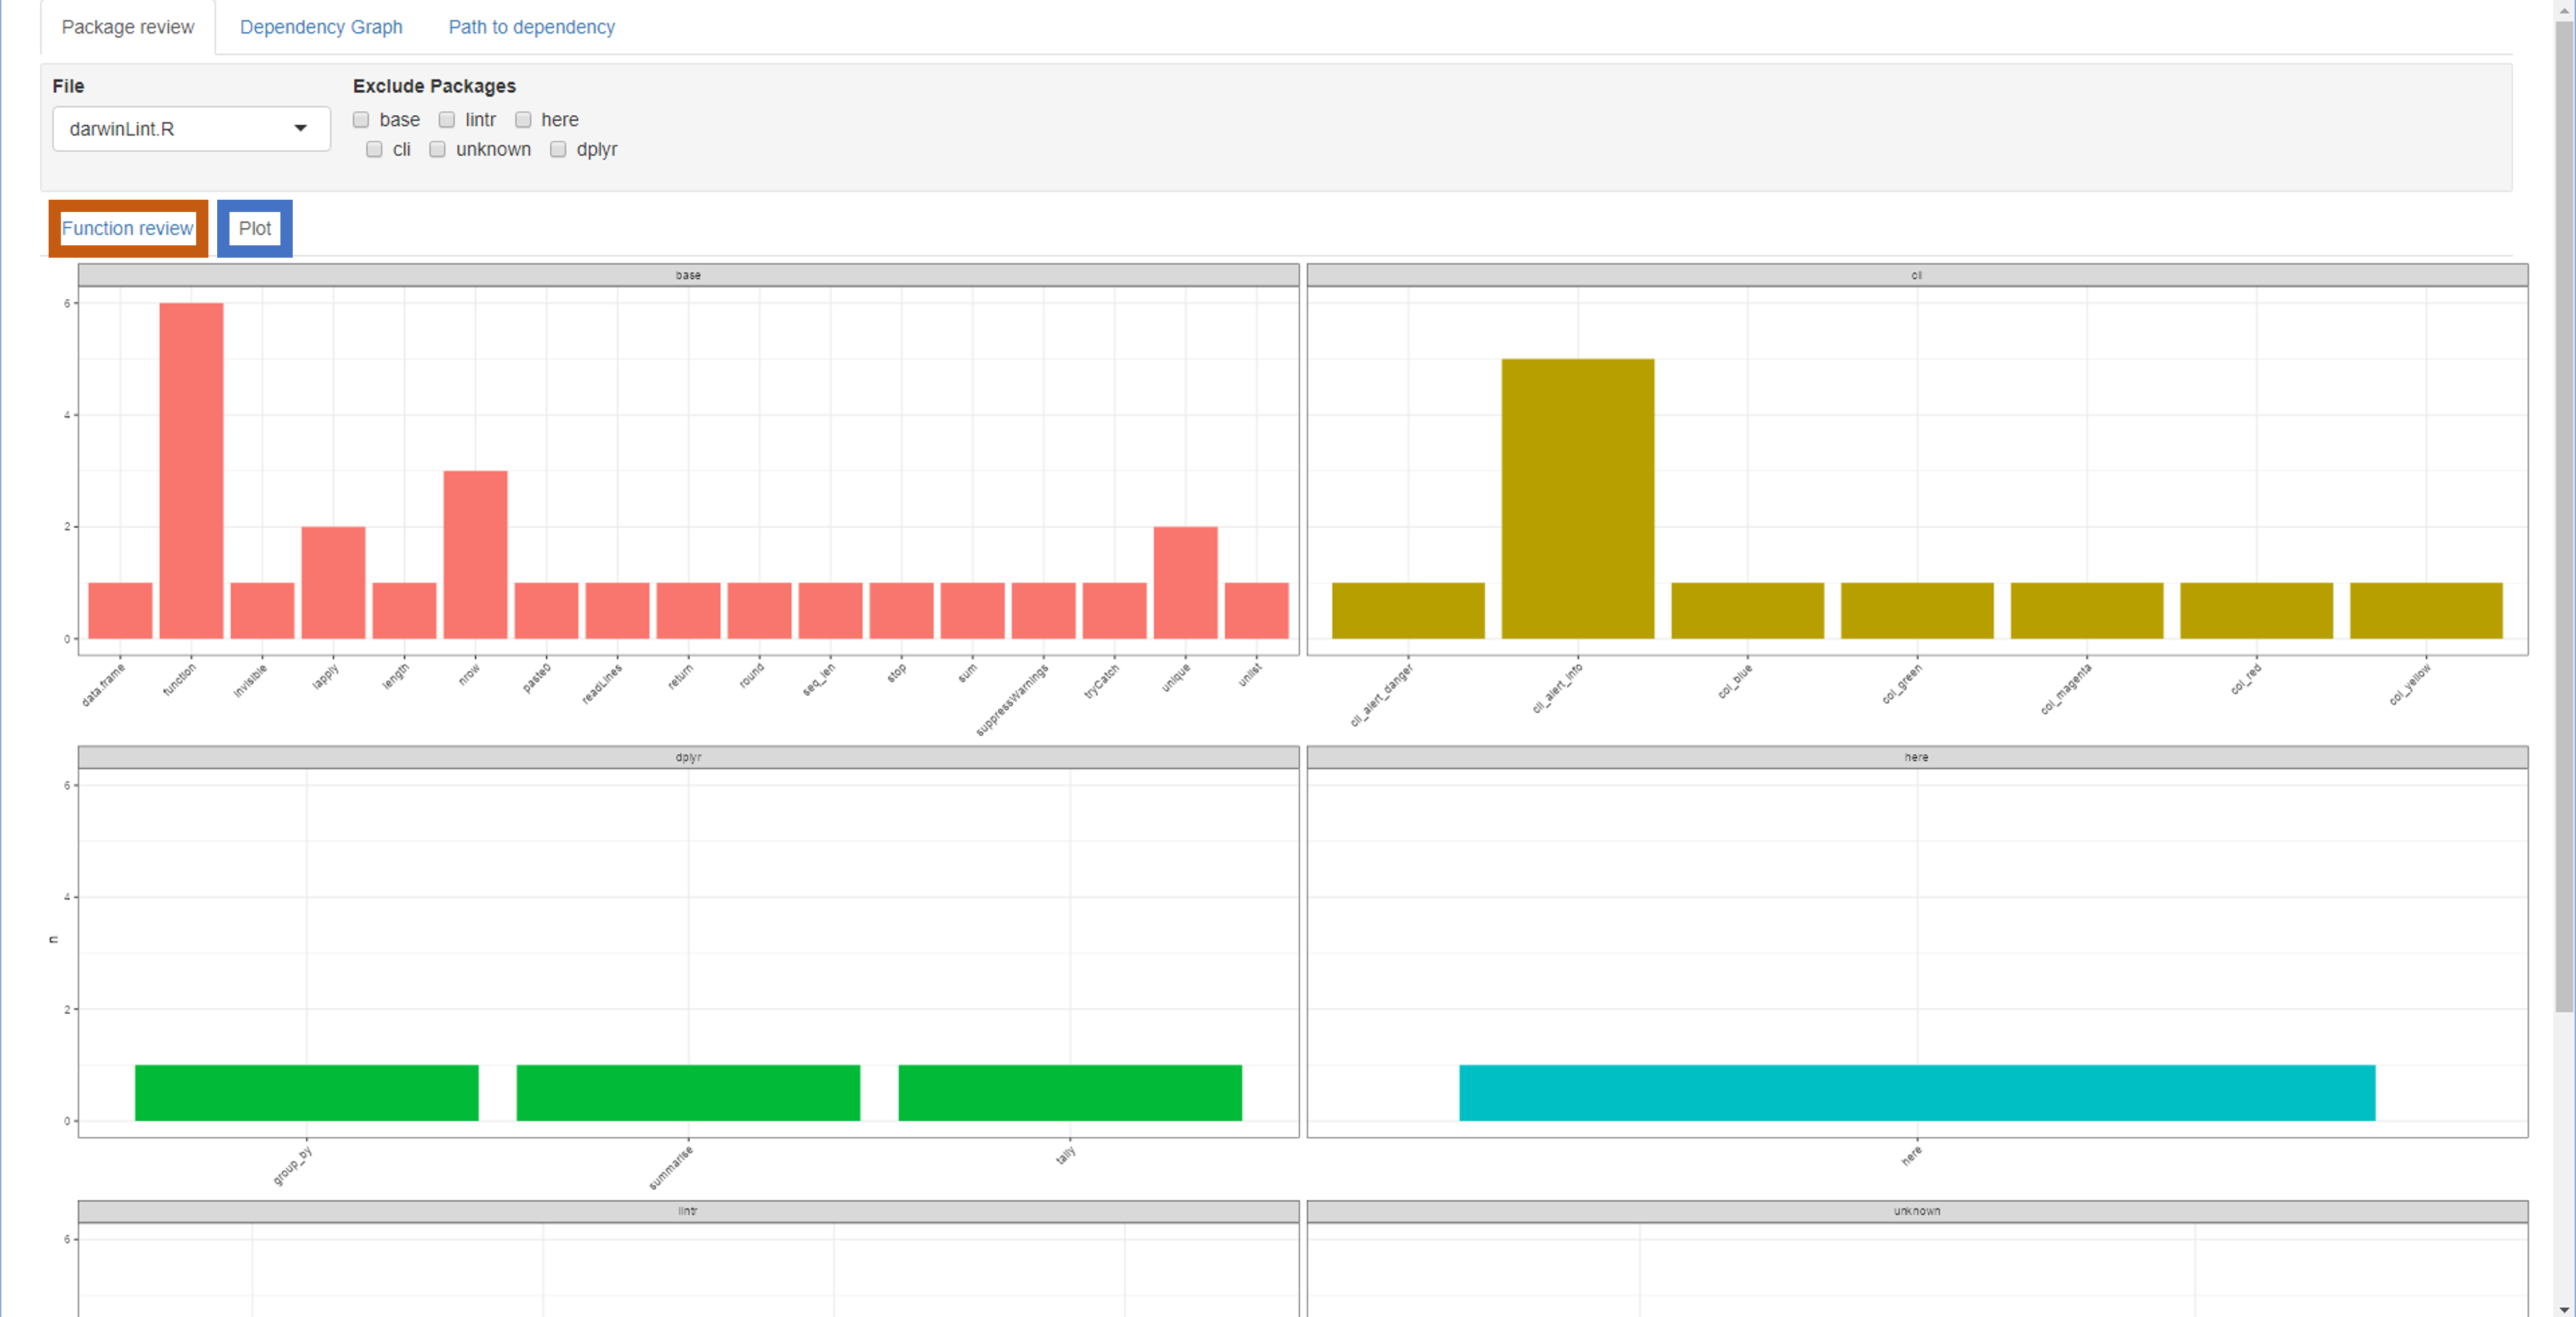 Package review Dependency Graph Path to dependency
File Exclude Packages
darwinLint.R
base lintr here
cli unknown dplyr
Function review Plot
base
cli
6
4
2
0
data.frame function invisible lapply length nrow paste0 readLines return round seq_len stop sum suppressWarnings tryCatch unique unlist
cli_alert_danger cli_alert_info col_blue col_green col_magenta col_red col_yellow
dplyr
here
n
6
4
2
0
group_by summarise tally
here
lintr
unknown
6